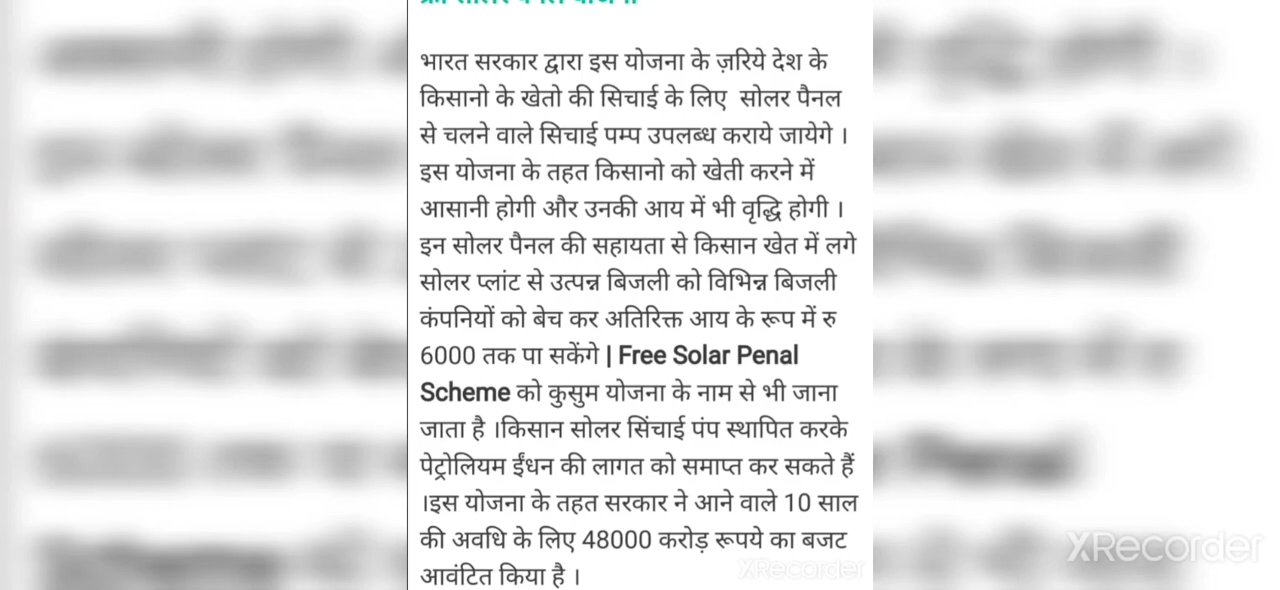 भारत सरकार द्वारा इस योजना के ज़रिये देश के
किसानो के खेतो की सिचाई के लिए सोलर पैनल
से चलने वाले सिचाई पम्प उपलब्ध कराये जायेगे ।
इस योजना के तहत किसानो को खेती करने में
आसानी होगी और उनकी आय में भी वृद्धि होगी ।
इन सोलर पैनल की सहायता से किसान खेत में लगे
सोलर प्लांट से उत्पन्न बिजली को विभिन्न बिजली
कंपनियों को बेच कर अतिरिक्त आय के रूप में रु
6000 तक पा सकेंगे | Free Solar Penal
Scheme को कुसुम योजना के नाम से भी जाना
जाता है ।किसान सोलर सिंचाई पंप स्थापित करके
पेट्रोलियम ईंधन की लागत को समाप्त कर सकते हैं
।इस योजना के तहत सरकार ने आने वाले 10 साल
की अवधि के लिए 48000 करोड़ रूपये का बजट
आवंटित किया है ।
XRecorder
XRecorder